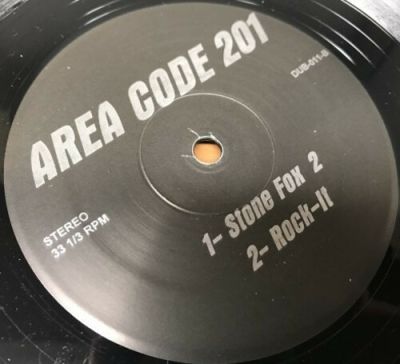 AREA CODE 201
DUB-011-B
STEREO
33 1/3 RPM
1- Stone Fox 2
2- Rock-It